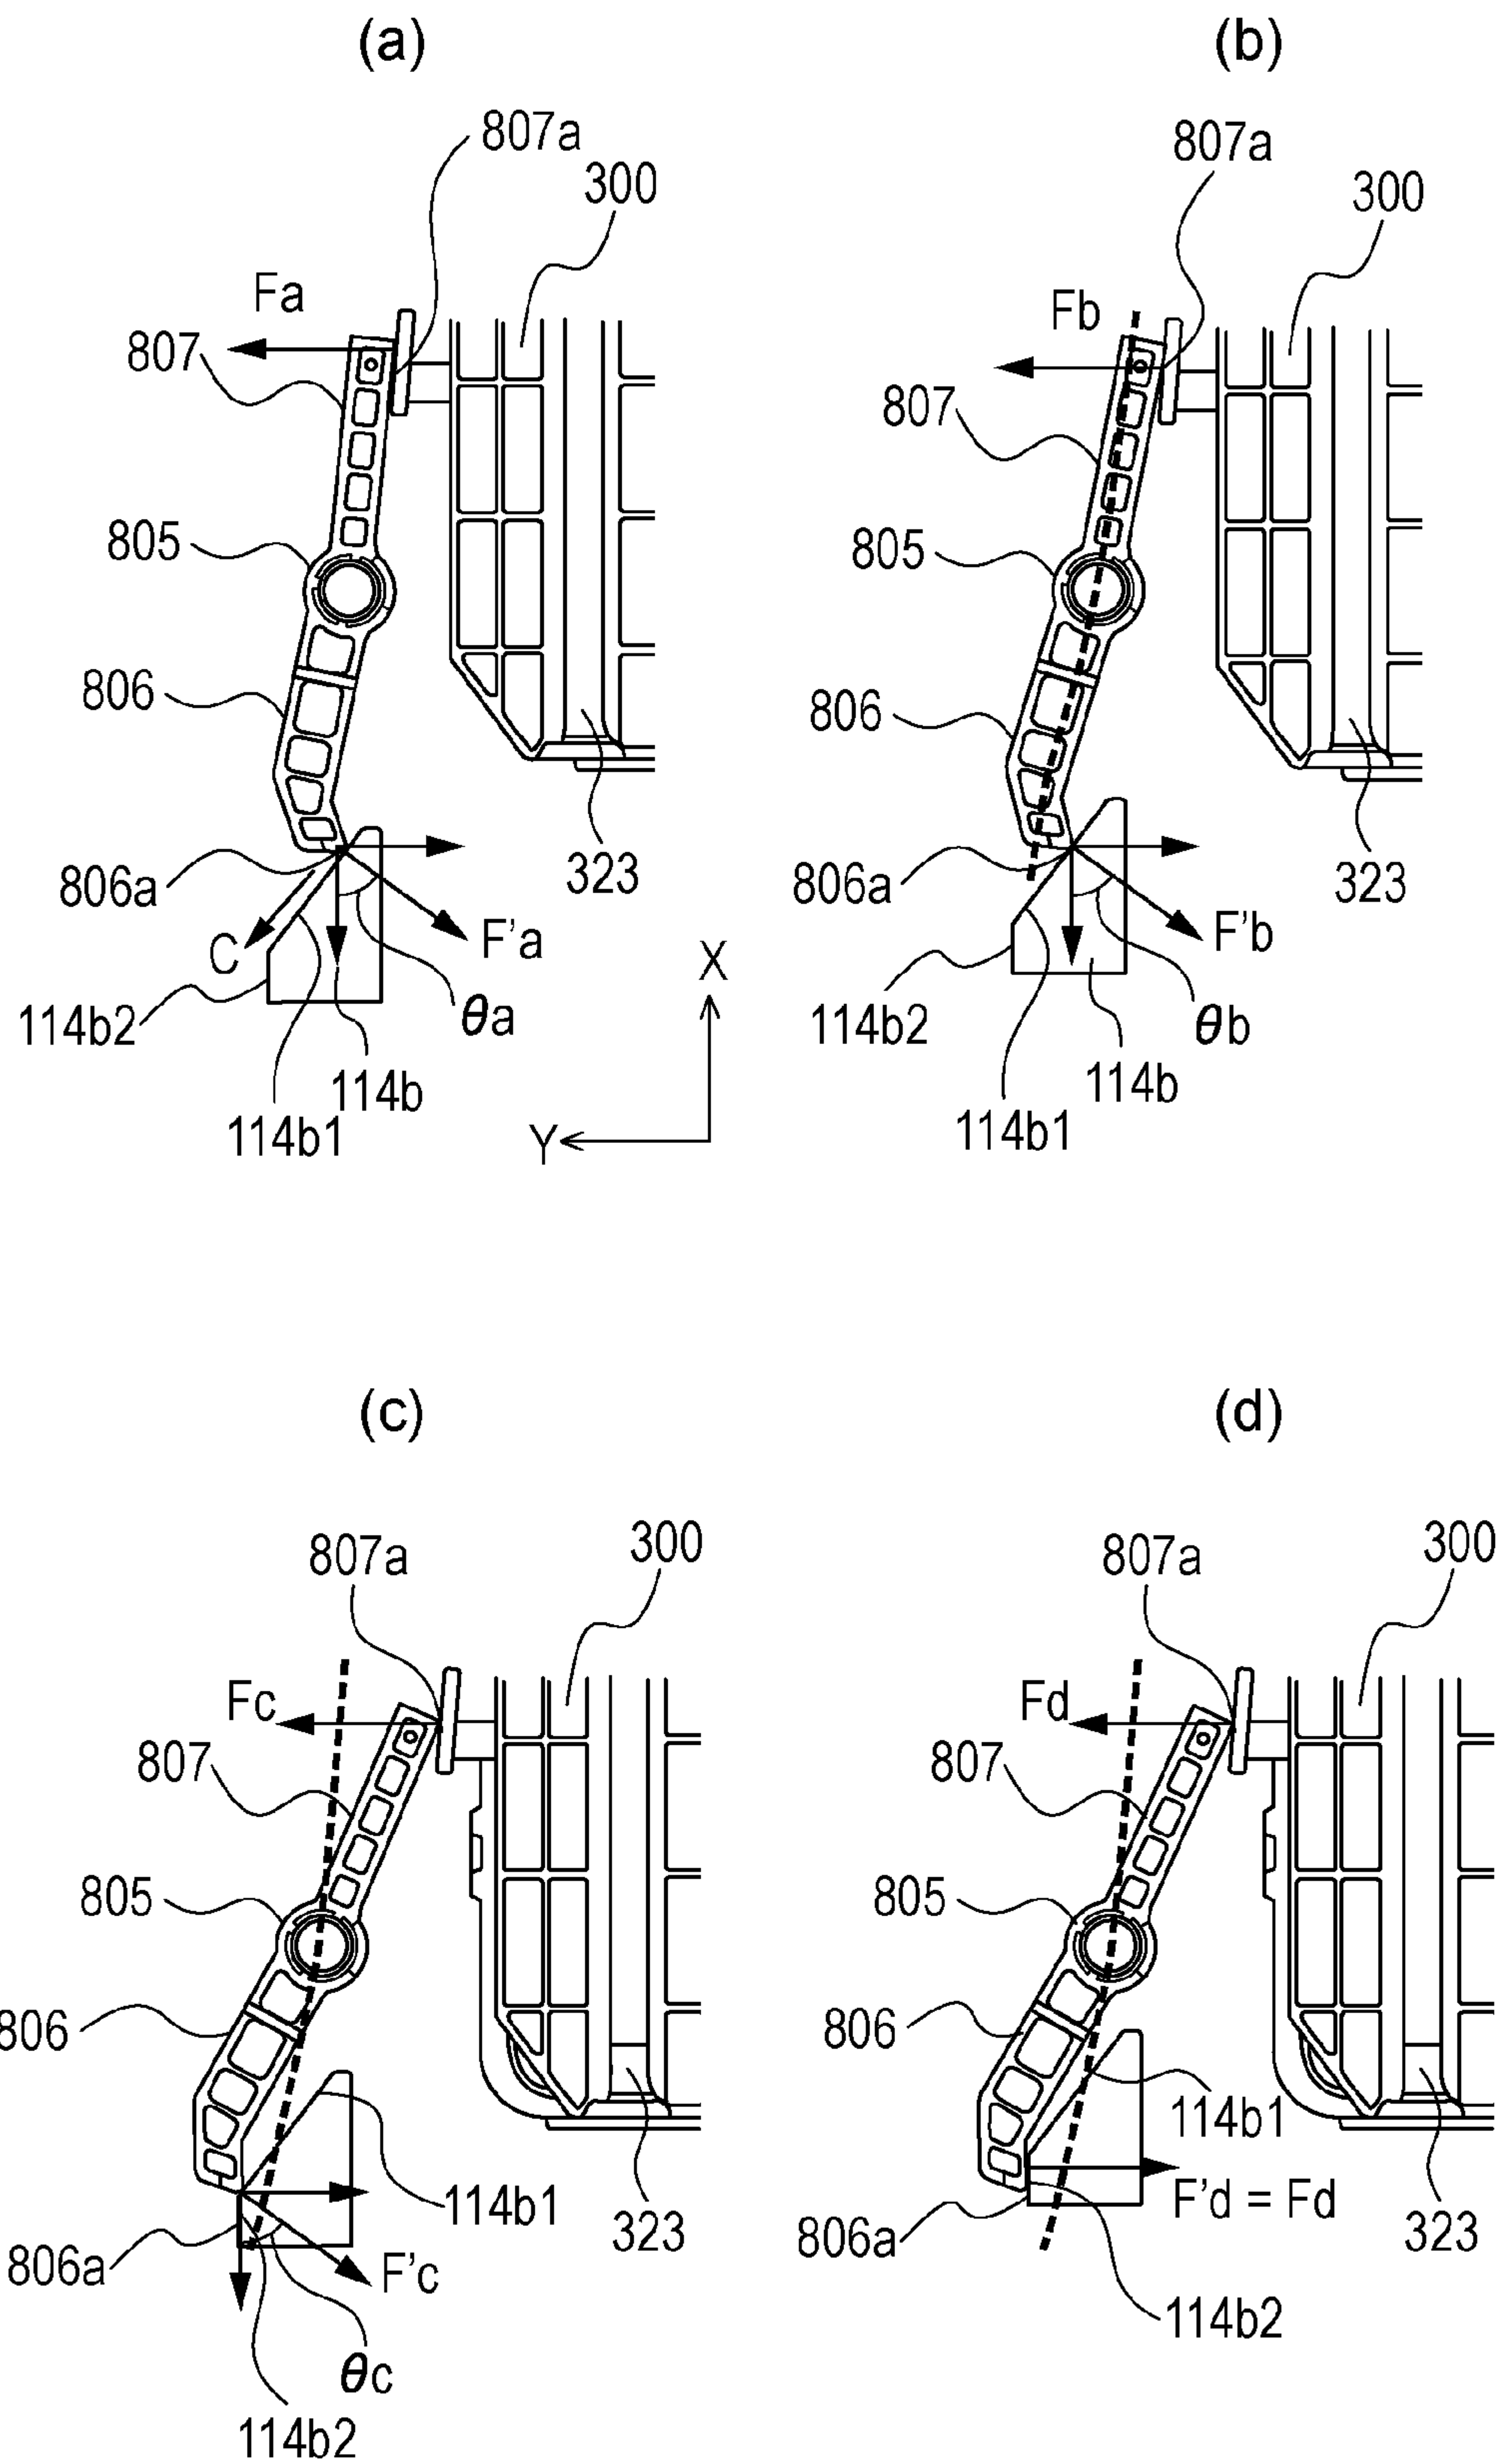 (a)
(b)
807a
807a
300
300
Fa
Fb
807
807
805
805
806
806
323
323
806a
806a
C
F'a
F'b
114b2
θa
X
114b2
θb
114b
114b
114b1
114b1
Y
(c)
(d)
807a
300
807a
300
Fc
Fd
807
807
805
805
806
806
114b1
114b1
323
F'd = Fd
323
806a
806a
F'c
114b2
θc
114b2